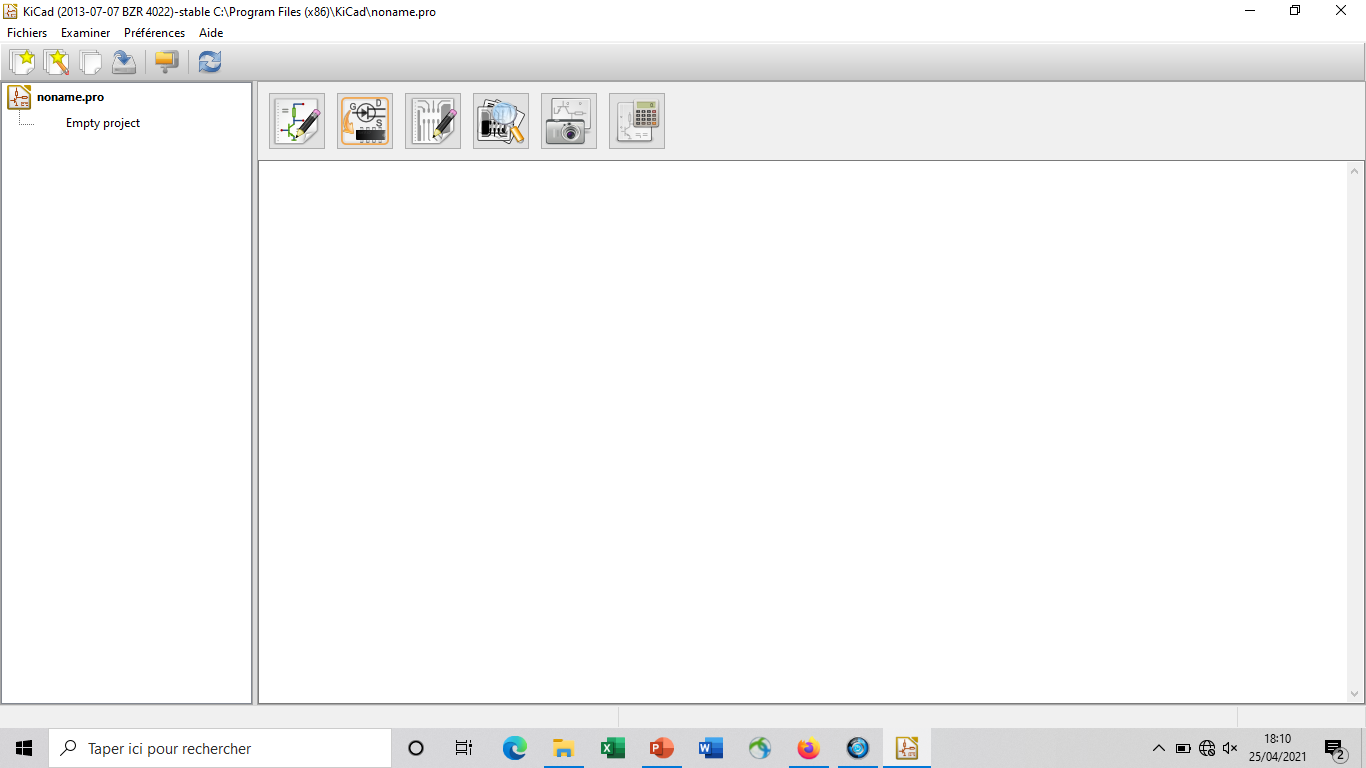 KiCad (2013-07-07 BZR 4022)-stable C:\Program Files (x86)\KiCad\noname.pro
Fichiers Examiner Préférences Aide
noname.pro
Empty project
G D
S
Taper ici pour rechercher
18:10
25/04/2021
2